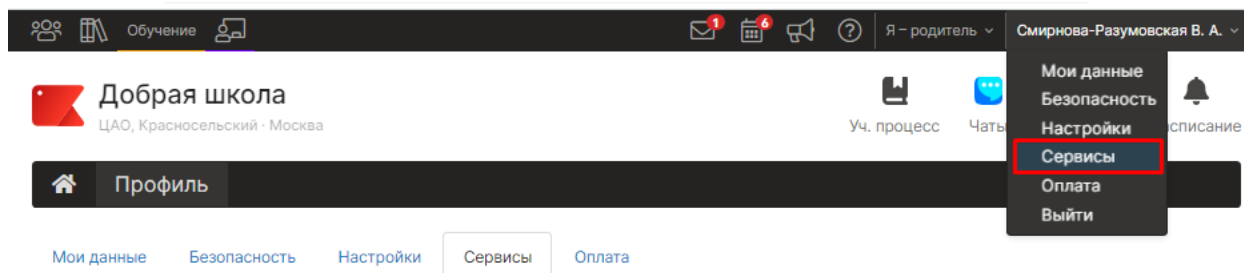 Обучение 1 6 Я – родитель Смирнова-Разумовская В. А.
Мои данные
Безопасность
Настройки
Сервисы
Оплата
Выйти
Добрая школа
ЦАО, Красносельский · Москва
Уч. процесс Чаты списание
Профиль
Мои данные Безопасность Настройки Сервисы Оплата